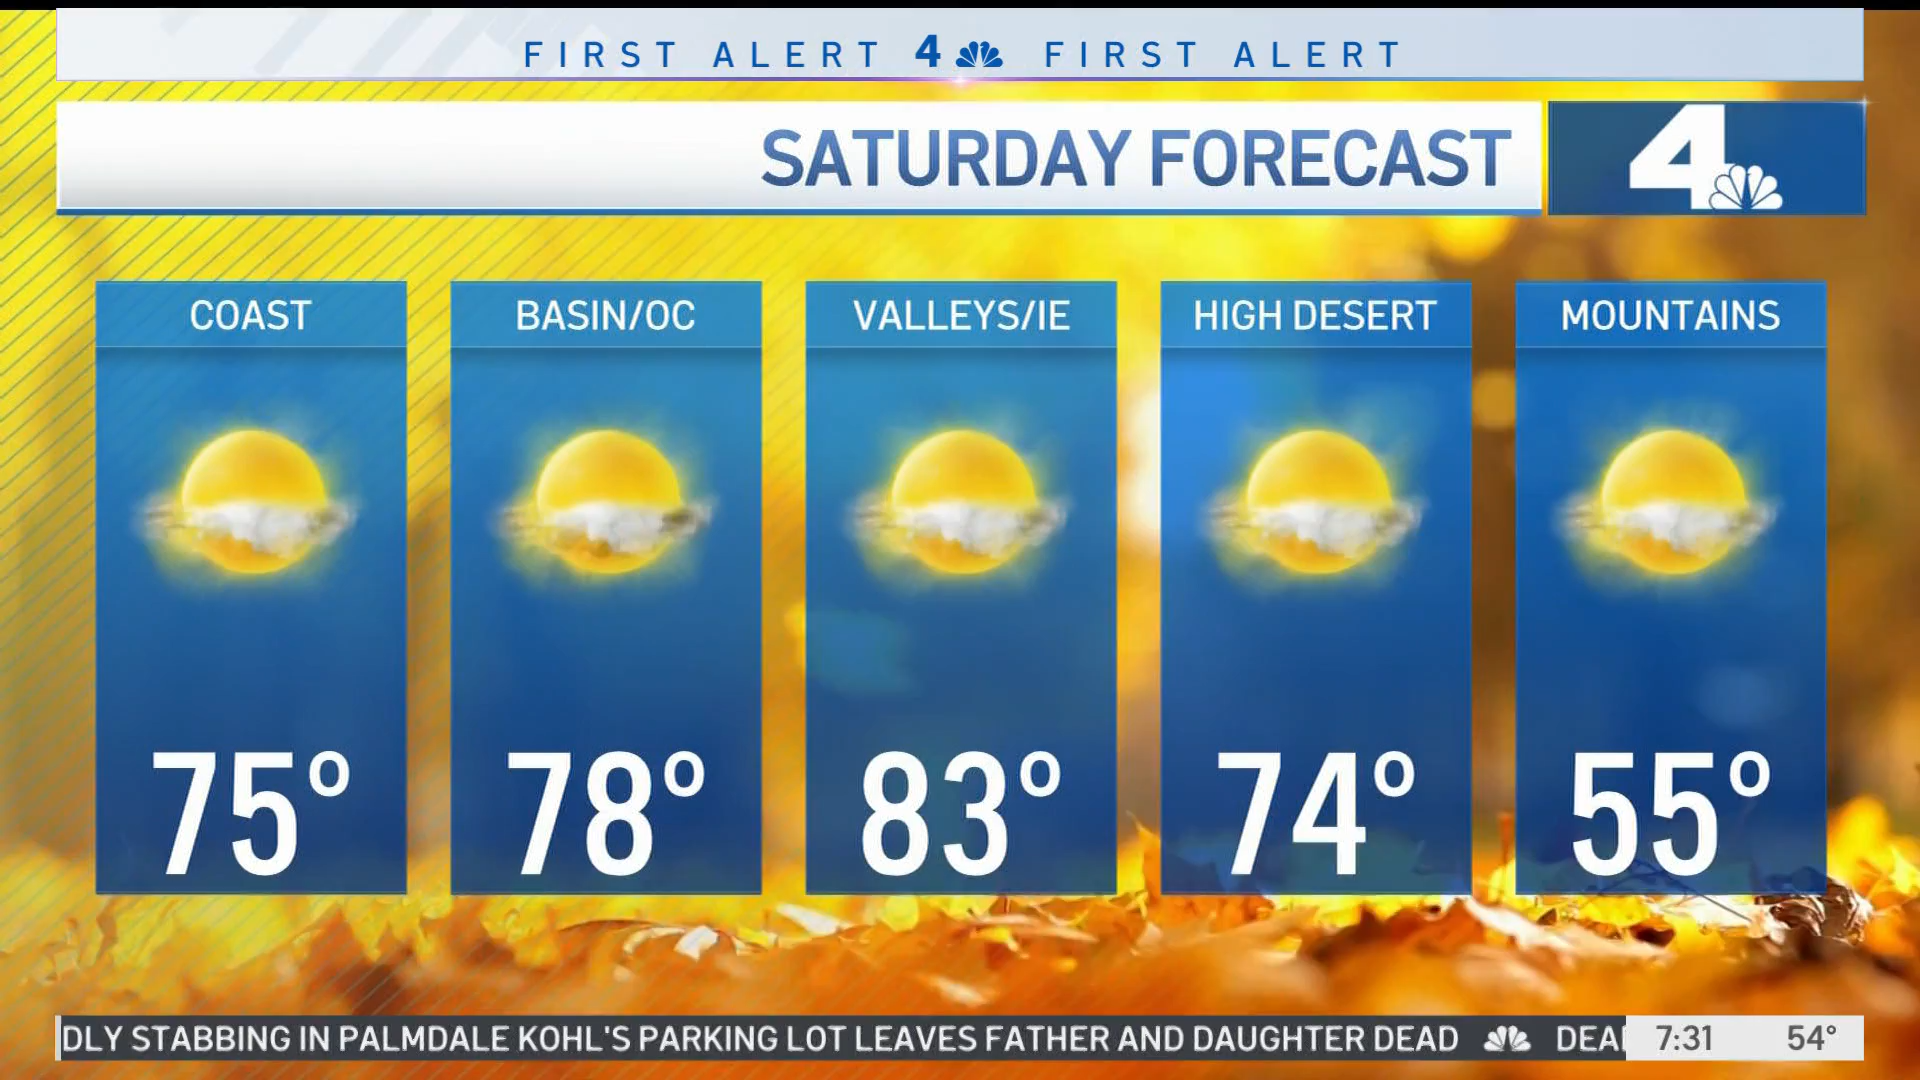 FIRST ALERT 4 FIRST ALERT
SATURDAY FORECAST
4
COAST
75°
BASIN/OC
78°
VALLEYS/IE
83°
HIGH DESERT
74°
MOUNTAINS
55°
DLY STABBING IN PALMDALE KOHL'S PARKING LOT LEAVES FATHER AND DAUGHTER DEAD DEA
7:31 54°